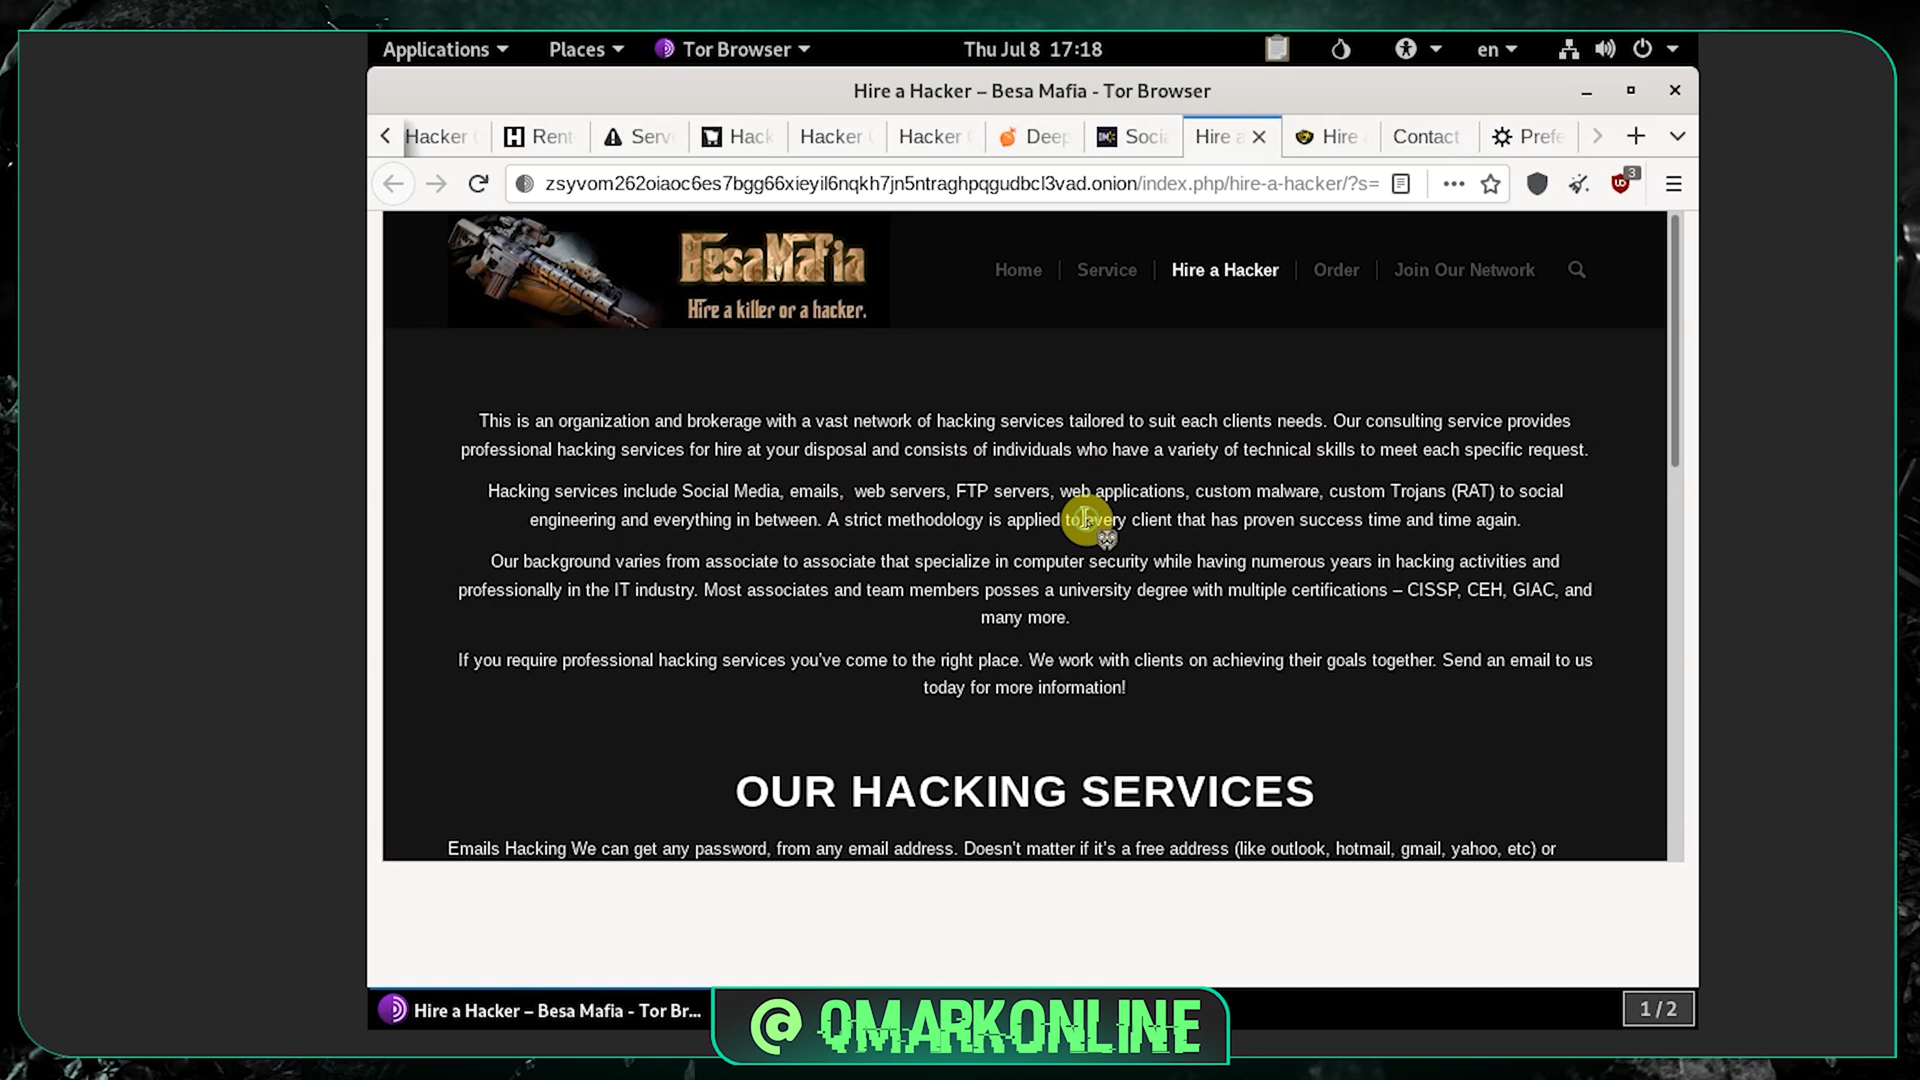 Applications
Places
Tor Browser
Thu Jul 8 17:18
en
Hire a Hacker – Besa Mafia - Tor Browser
Hacker
Rent
Serv
Hack
Hacker
Hacker
Deep
Socia
Hire a
Hire
Contact
Prefe
zsyvom262oiaoc6es7bgg66xieyil6nqkh7jn5ntraghpqgudbcl3vad.onion/index.php/hire-a-hacker/?s=
3
BesaMafia
Hire a killer or a hacker.
Home
Service
Hire a Hacker
Order
Join Our Network
This is an organization and brokerage with a vast network of hacking services tailored to suit each clients needs. Our consulting service provides
professional hacking services for hire at your disposal and consists of individuals who have a variety of technical skills to meet each specific request.
Hacking services include Social Media, emails,  web servers, FTP servers, web applications, custom malware, custom Trojans (RAT) to social
engineering and everything in between. A strict methodology is applied to every client that has proven success time and time again.
Our background varies from associate to associate that specialize in computer security while having numerous years in hacking activities and
professionally in the IT industry. Most associates and team members posses a university degree with multiple certifications – CISSP, CEH, GIAC, and
many more.
If you require professional hacking services you've come to the right place. We work with clients on achieving their goals together. Send an email to us
today for more information!
OUR HACKING SERVICES
Emails Hacking We can get any password, from any email address. Doesn't matter if it's a free address (like outlook, hotmail, gmail, yahoo, etc) or
Hire a Hacker – Besa Mafia - Tor Br...
@ QMARKONLINE
1 / 2